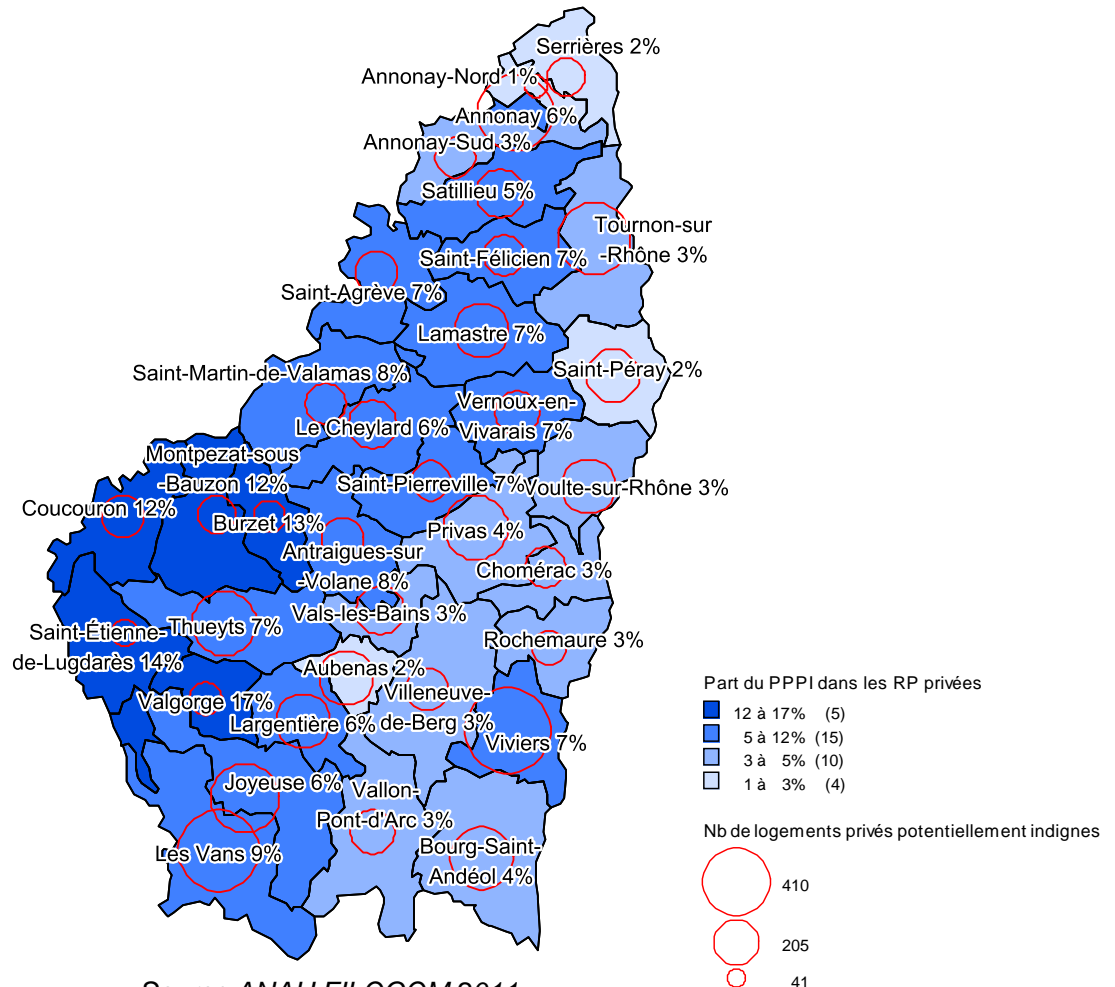 Serrières 2%
Annonay-Nord 1%
Annonay 6%
Annonay-Sud 3%
Satillieu 5%
Tournon-sur
-Rhône 3%
Saint-Félicien 7%
Saint-Agrève 7%
Lamastre 7%
Saint-Péray 2%
Saint-Martin-de-Valamas 8%
Vernoux-en-
Vivarais 7%
Le Cheylard 6%
Montpezat-sous
-Bauzon 12%
Saint-Pierreville 7%
Voulte-sur-Rhône 3%
Coucouron 12%
Burzet 13%
Privas 4%
Antraigues-sur
-Volane 8%
Chomérac 3%
Vals-les-Bains 3%
Thueyts 7%
Saint-Étienne-
de-Lugdarès 14%
Rochemaure 3%
Aubenas 2%
Valgorge 17%
Villeneuve-
de-Berg 3%
Largentière 6%
Viviers 7%
Joyeuse 6%
Vallon-
Pont-d'Arc 3%
Les Vans 9%
Bourg-Saint-
Andéol 4%
Part du PPPI dans les RP privées
12 à 17% (5)
5 à 12% (15)
3 à 5% (10)
1 à 3% (4)
Nb de logements privés potentiellement indignes
410
205
41
ANAH FILOCOM 2011